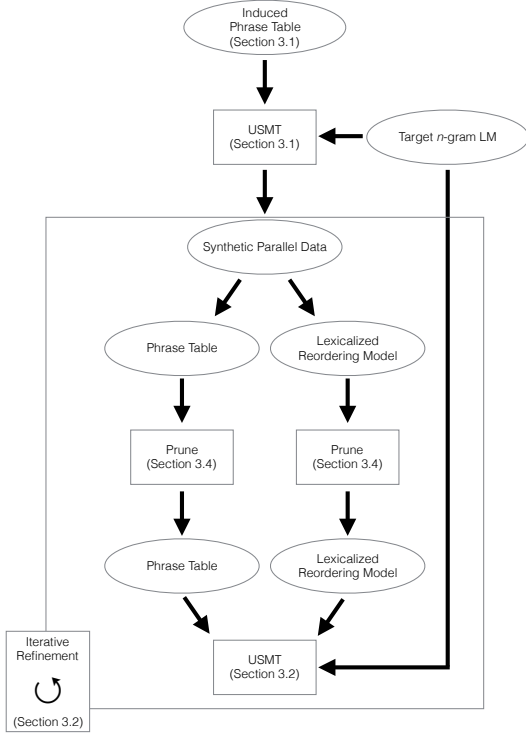 Induced
Phrase Table
(Section 3.1)
USMT
(Section 3.1)
Target n-gram LM
Synthetic Parallel Data
Phrase Table
Lexicalized
Reordering Model
Prune
(Section 3.4)
Prune
(Section 3.4)
Phrase Table
Lexicalized
Reordering Model
USMT
(Section 3.2)
Iterative
Refinement
(Section 3.2)